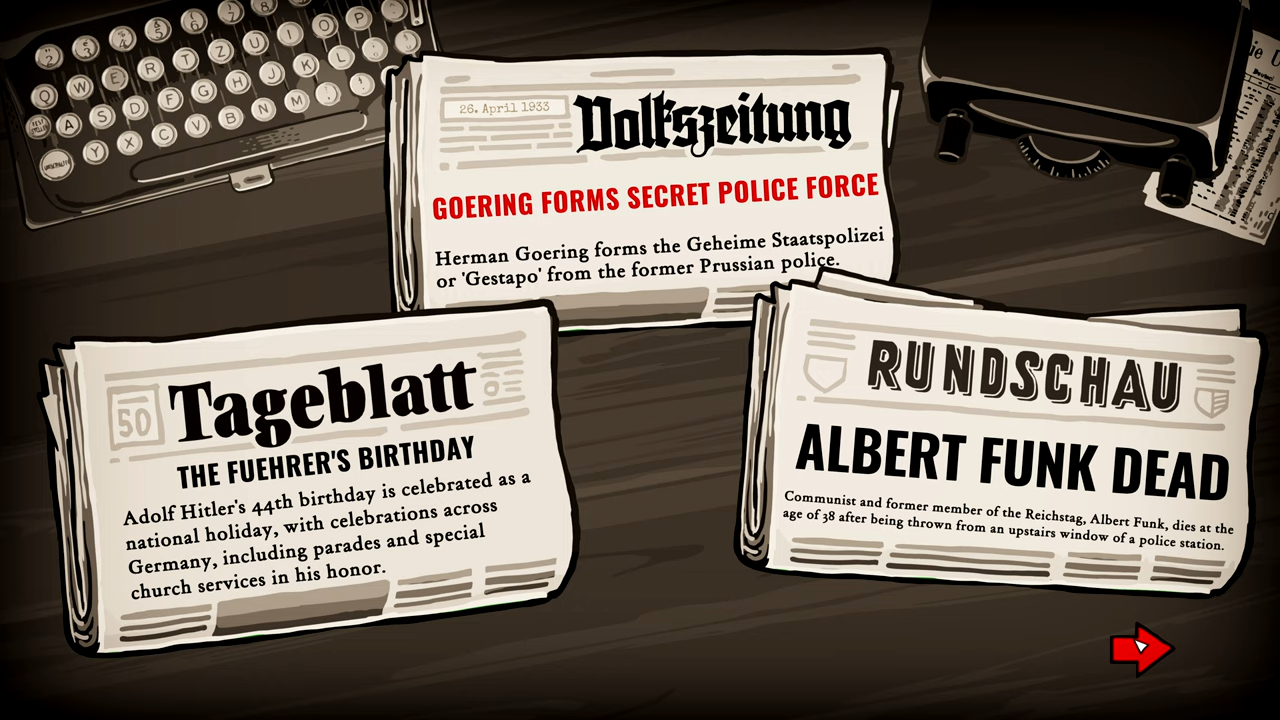 26. April 1933
Volkszeitung
GOERING FORMS SECRET POLICE FORCE
Herman Goering forms the Geheime Staatspolizei
or 'Gestapo' from the former Prussian police.
50
Tageblatt
THE FUEHRER'S BIRTHDAY
Adolf Hitler's 44th birthday is celebrated as a
national holiday, with celebrations across
Germany, including parades and special
church services in his honor.
RUNDSCHAU
ALBERT FUNK DEAD
Communist and former member of the Reichstag, Albert Funk, dies at the
age of 38 after being thrown from an upstairs window of a police station.
Q W E R T Z U I O P
A S D F G H J K L
Y X C V B N M